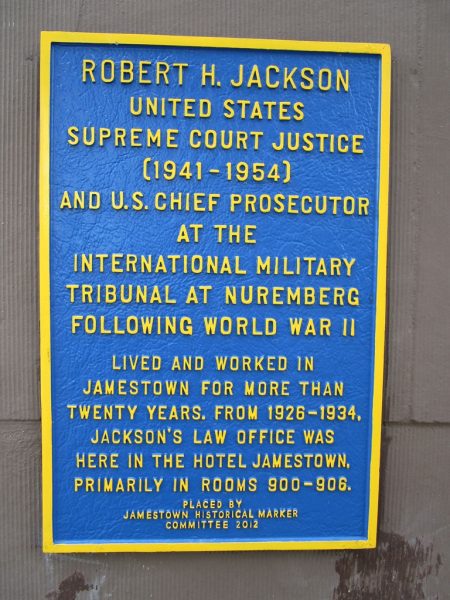 ROBERT H. JACKSON
UNITED STATES
SUPREME COURT JUSTICE
(1941-1954)
AND U.S. CHIEF PROSECUTOR
AT THE
INTERNATIONAL MILITARY
TRIBUNAL AT NUREMBERG
FOLLOWING WORLD WAR II
LIVED AND WORKED IN
JAMESTOWN FOR MORE THAN
TWENTY YEARS. FROM 1926-1934,
JACKSON'S LAW OFFICE WAS
HERE IN THE HOTEL JAMESTOWN,
PRIMARILY IN ROOMS 900-906.
PLACED BY
JAMESTOWN HISTORICAL MARKER
COMMITTEE 2012